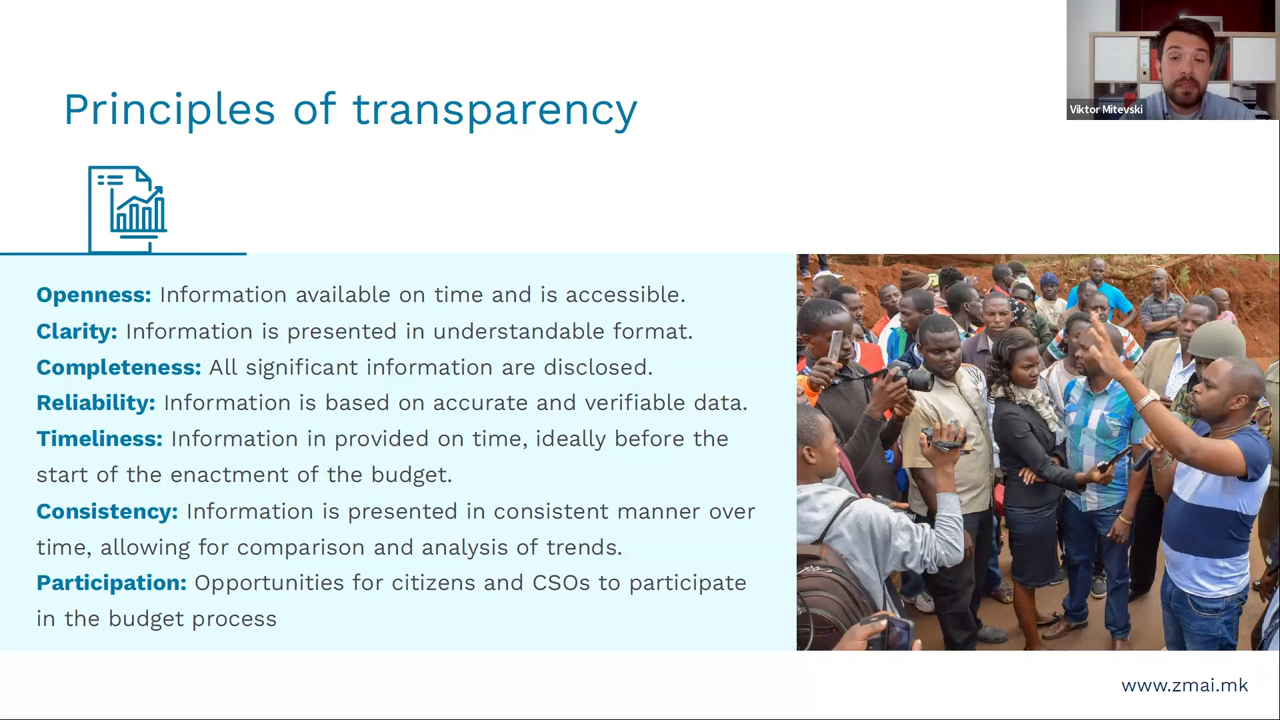 Principles of transparency
Viktor Mitevski
Openness: Information available on time and is accessible.
Clarity: Information is presented in understandable format.
Completeness: All significant information are disclosed.
Reliability: Information is based on accurate and verifiable data.
Timeliness: Information in provided on time, ideally before the
start of the enactment of the budget.
Consistency: Information is presented in consistent manner over
time, allowing for comparison and analysis of trends.
Participation: Opportunities for citizens and CSOs to participate
in the budget process
www.zmai.mk